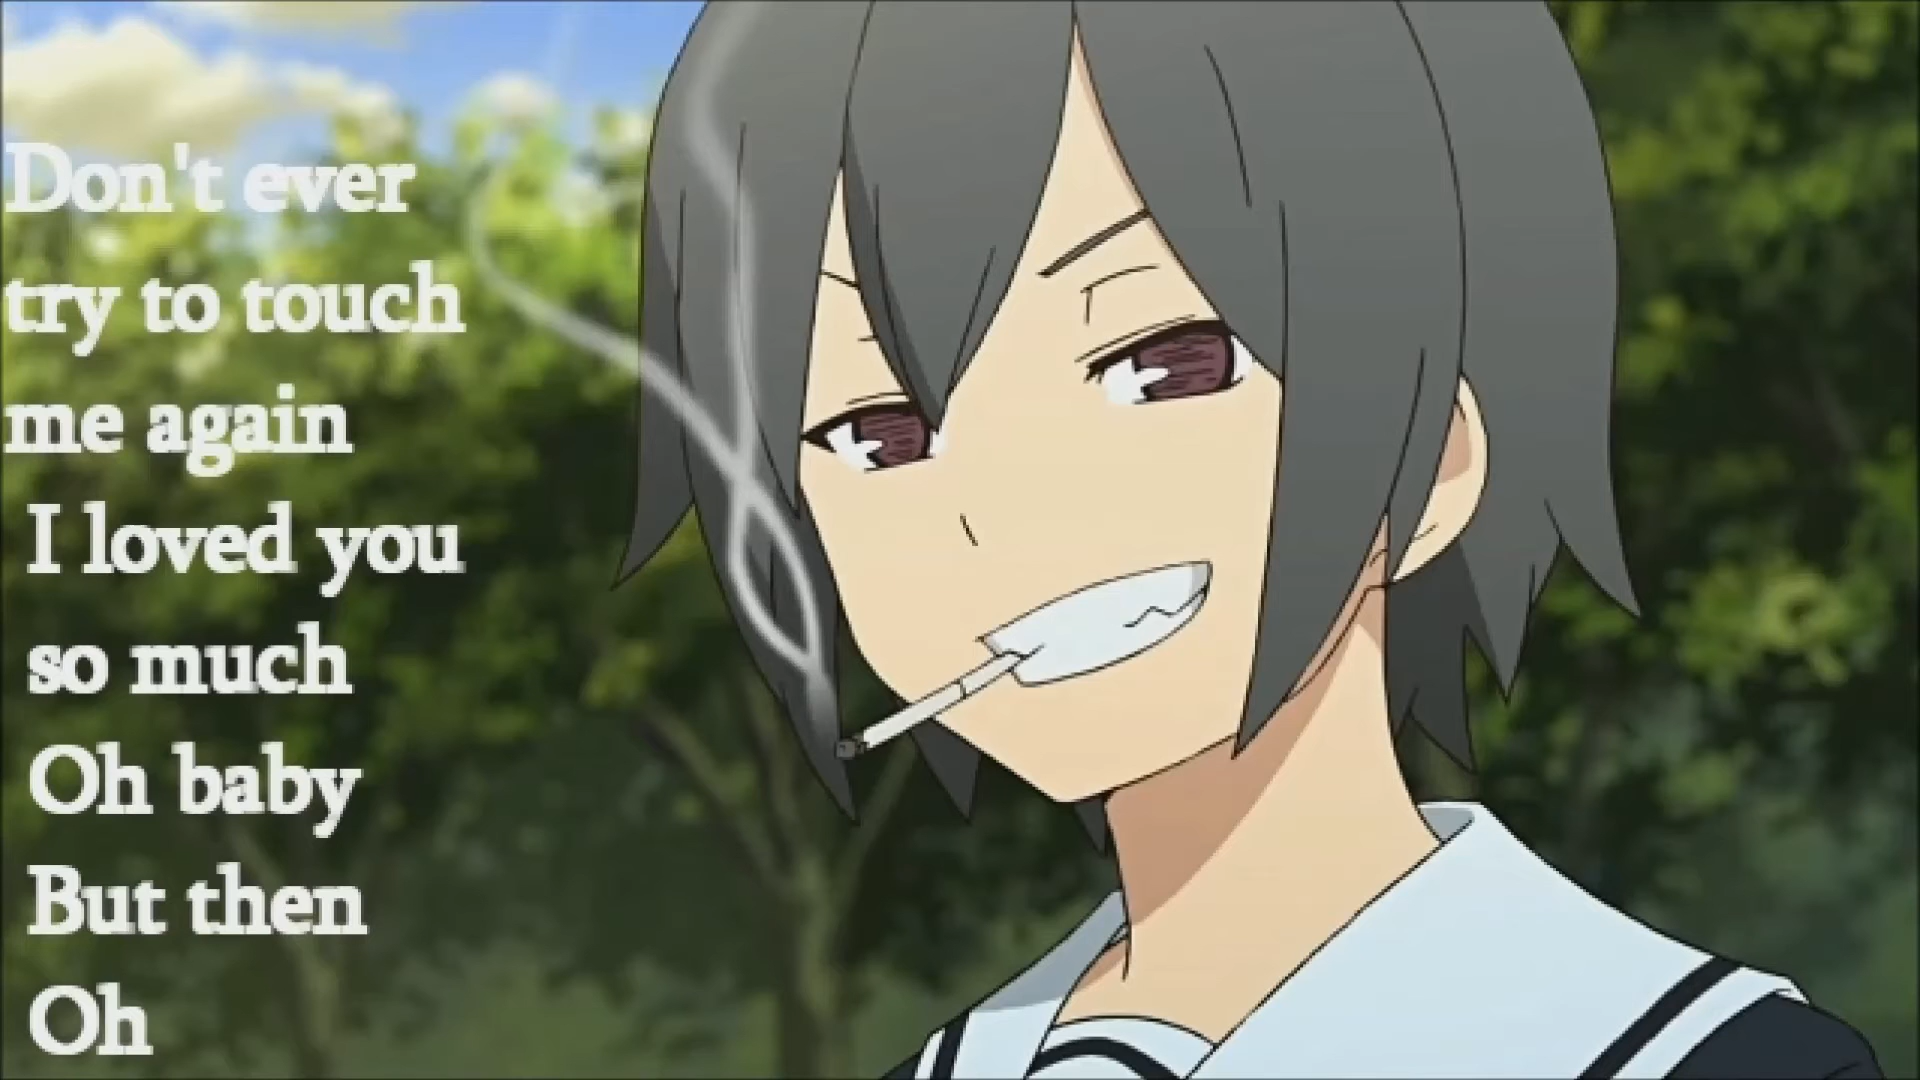 Don't ever
try to touch
me again
I loved you
so much
Oh baby
But then
Oh